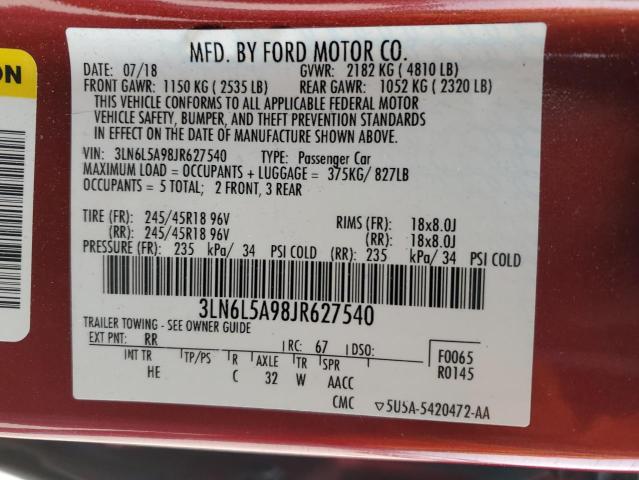 ON
MFD. BY FORD MOTOR CO.
DATE: 07/18 GVWR: 2182 KG ( 4810 LB)
FRONT GAWR: 1150 KG ( 2535 LB) REAR GAWR: 1052 KG ( 2320 LB)
THIS VEHICLE CONFORMS TO ALL APPLICABLE FEDERAL MOTOR
VEHICLE SAFETY, BUMPER, AND THEFT PREVENTION STANDARDS
IN EFFECT ON THE DATE OF MANUFACTURE SHOWN ABOVE.
VIN: 3LN6L5A98JR627540 TYPE: Passenger Car
MAXIMUM LOAD = OCCUPANTS + LUGGAGE = 375KG/ 827LB
OCCUPANTS = 5 TOTAL; 2 FRONT, 3 REAR
TIRE (FR): 245/45R18 96V RIMS (FR): 18x8.0J
(RR): 245/45R18 96V (RR): 18x8.0J
PRESSURE (FR): 235 kPa/ 34 PSI COLD (RR): 235 kPa/ 34 PSI COLD
3LN6L5A98JR627540
TRAILER TOWING - SEE OWNER GUIDE
EXT PNT: RR RC: 67 DSO: F0065
INT TR TP/PS R AXLE TR SPR R0145
HE C 32 W AACC
CMC ▽5U5A-5420472-AA